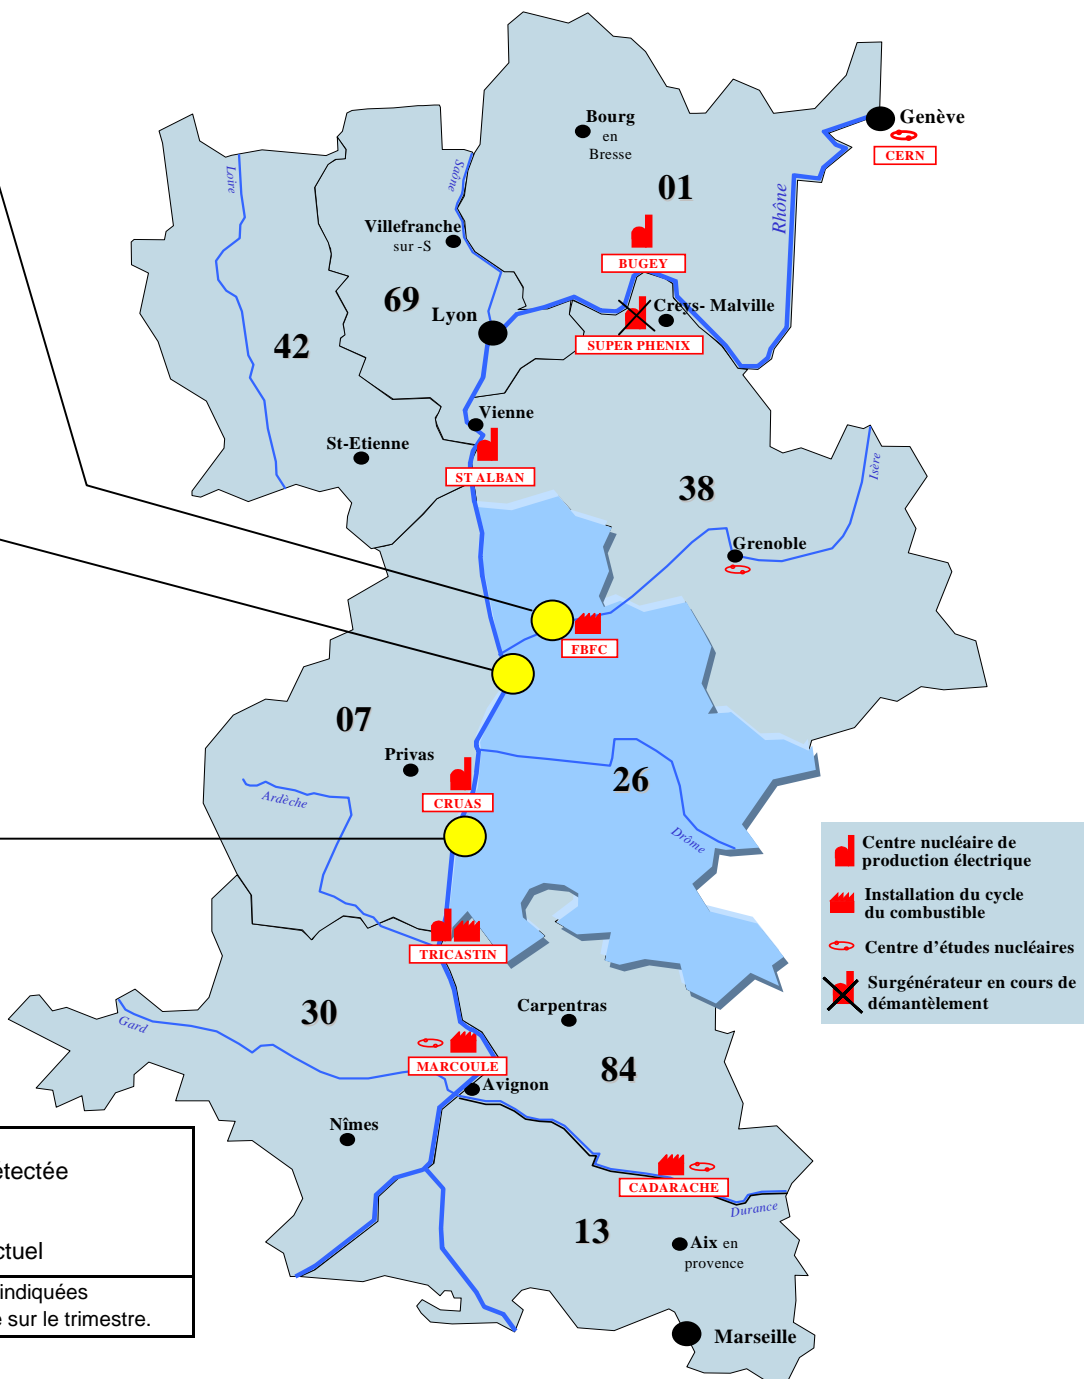 Bourg
en
Bresse
Genève
CERN
01
Rhône
Loire
Saône
Villefranche
sur -S
BUGEY
69
Lyon
Creys- Malville
SUPER PHENIX
42
Vienne
St-Etienne
ST ALBAN
38
Isère
Grenoble
FBFC
07
Privas
26
CRUAS
Ardèche
Drôme
Centre nucléaire de
production électrique
Installation du cycle
du combustible
Centre d'études nucléaires
Surgénérateur en cours de
démantèlement
TRICASTIN
30
Carpentras
Gard
MARCOULE
84
Avignon
Nîmes
CADARACHE
Durance
13
Aix en
provence
Marseille
étectée
ctuel
indiquées
e sur le trimestre.